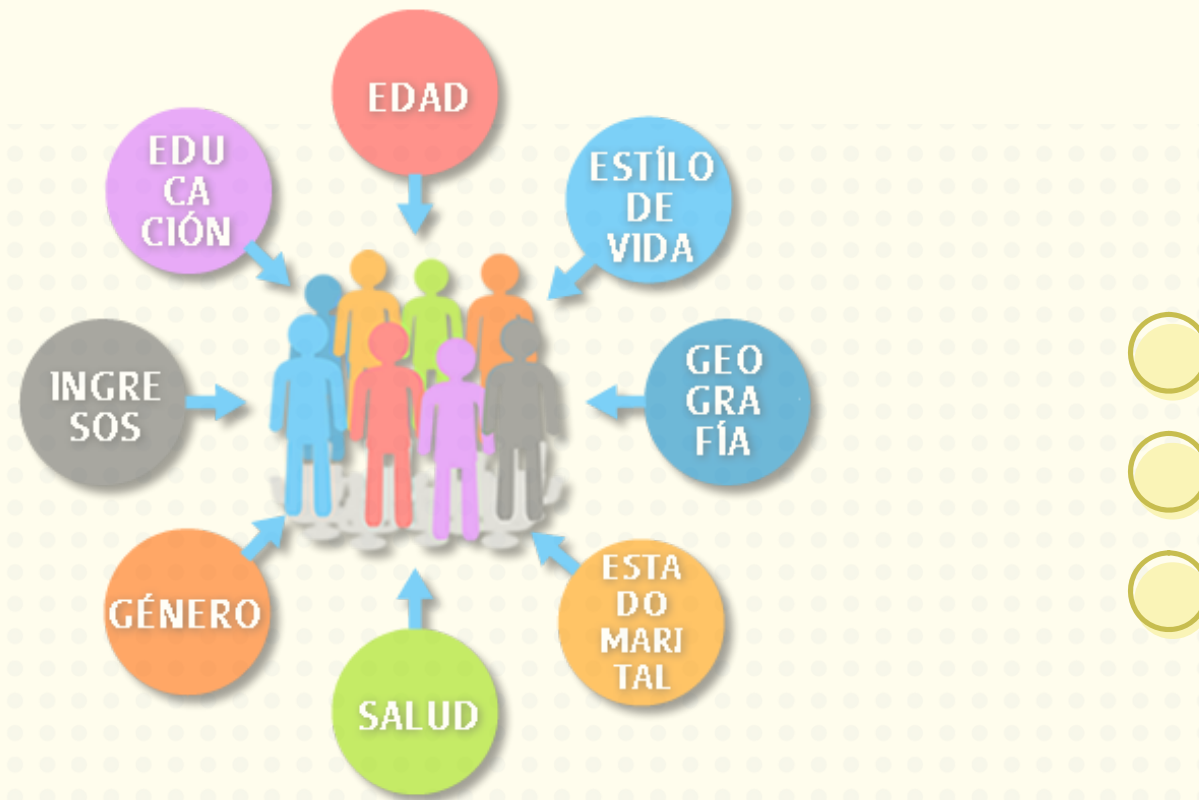 EDAD
EDU
CA
CIÓN
ESTÍLO
DE
VIDA
INGRE
SOS
GEO
GRA
FÍA
GÉNERO
ESTA
DO
MARI
TAL
SALUD